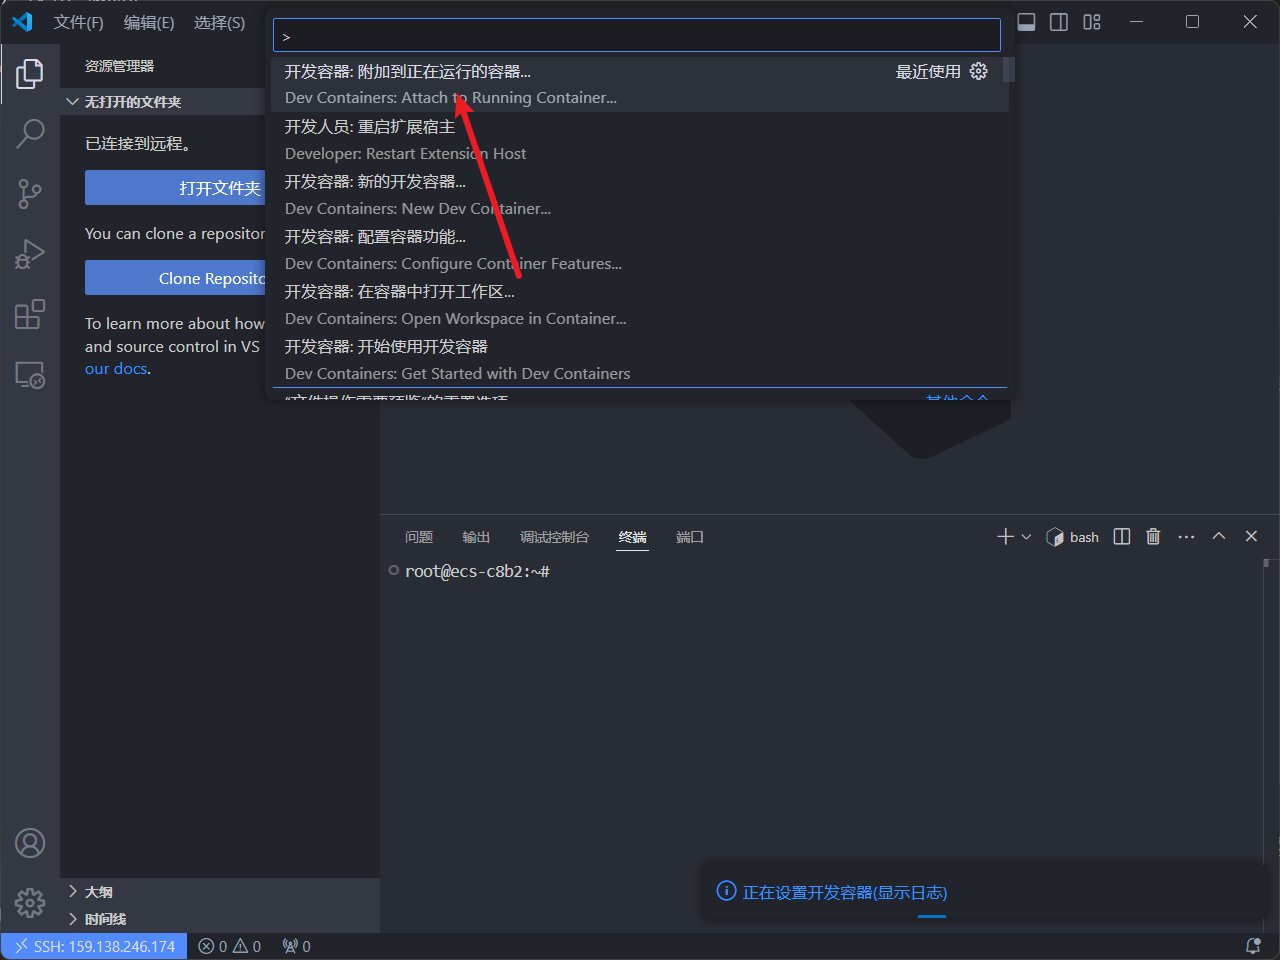 文件(F) 编辑(E) 选择(S)
>
开发容器: 附加到正在运行的容器... 最近使用
Dev Containers: Attach to Running Container...
开发人员: 重启扩展宿主
Developer: Restart Extension Host
开发容器: 新的开发容器...
Dev Containers: New Dev Container...
开发容器: 配置容器功能...
Dev Containers: Configure Container Features...
开发容器: 在容器中打开工作区...
Dev Containers: Open Workspace in Container...
开发容器: 开始使用开发容器
Dev Containers: Get Started with Dev Containers
资源管理器
无打开的文件夹
已连接到远程。
打开文件夹
You can clone a repositor
Clone Reposito
To learn more about how
and source control in VS
our docs.
问题 输出 调试控制台 终端 端口
bash
root@ecs-c8b2:~#
大纲
时间线
正在设置开发容器(显示日志)
SSH: 159.138.246.174 0 0 0